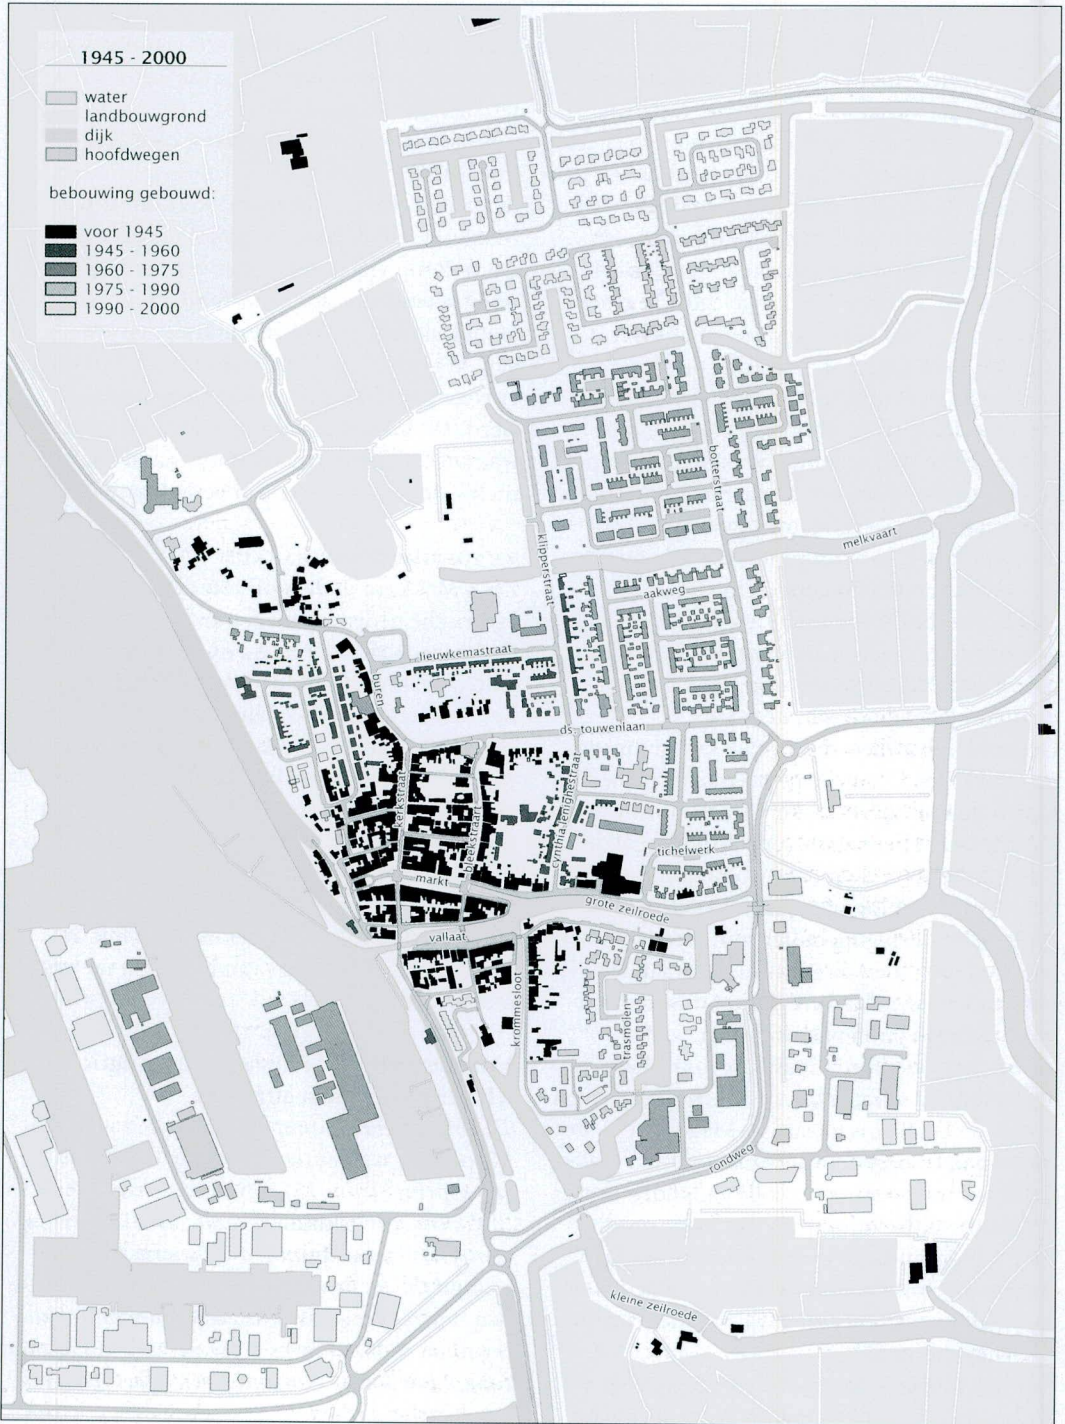 1945 - 2000
water
landbouwgrond
dijk
hoofdwegen
bebouwing gebouwd:
voor 1945
1945 - 1960
1960 - 1975
1975 - 1990
1990 - 2000
botterstraat
melkvaart
klipperstraat
aakweg
lieuwkemastraat
buren
ds. touwenlaan
kerkstraat
bleekstraart
cynthia lenighestraat
tichelwerk
markt
grote zeilroede
vallaat
krommesloot
trasmolen
rondweg
kleine zeilroede